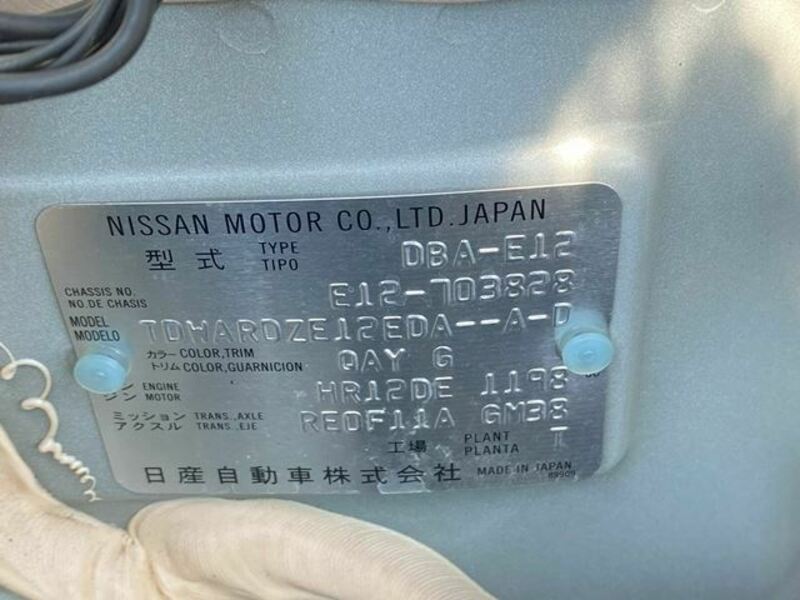 NISSAN MOTOR CO.,LTD.JAPAN
型式 TYPE TIPO DBA-E12
CHASSIS NO. NO.DE CHASIS E12-703828
MODEL MODELO TDWARDZE12EDA--A-D
カラー COLOR,TRIM トリム COLOR,GUARNICION QAY G
ENGINE MOTOR HR12DE 1198
ミッション TRANS.,AXLE アクスル TRANS.,EJE RE0F11A GM38
工場 PLANT PLANTA I
日産自動車株式会社 MADE IN JAPAN
89909